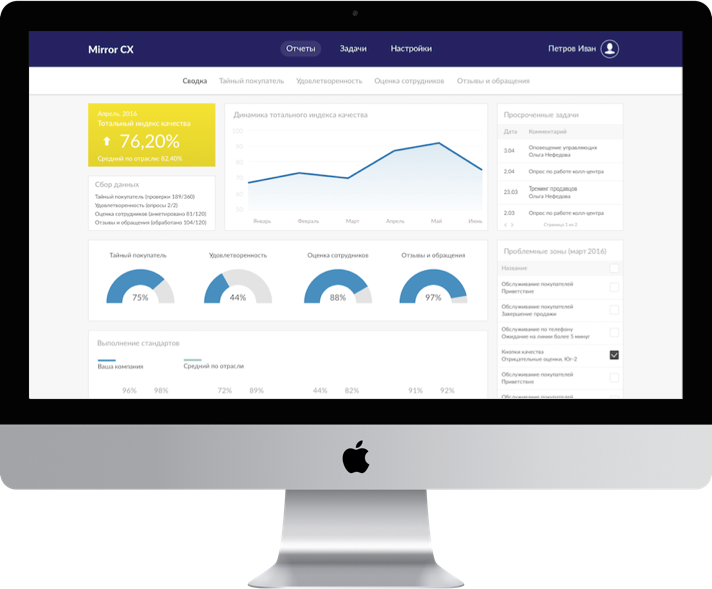 Mirror CX
Отчеты
Задачи
Настройки
Петров Иван
Сводка
Тайный покупатель
Удовлетворенность
Оценка сотрудников
Отзывы и обращения
Апрель, 2016
Тотальный индекс качества
76,20%
Средний по отрасли: 82,40%
Сбор данных
Тайный покупатель (проверки 189/260)
Удовлетворенность (опросы 2/2)
Оценка сотрудников (анкетировано 81/120)
Отзывы и обращения (обработано 104/120)
Динамика тотального индекса качества
100
90
80
70
60
50
Январь
Февраль
Март
Апрель
Май
Июнь
Просроченные задачи
Дата
Комментарий
3.04
Оповещение управляющих
Ольга Нефедова
2.04
Опрос по работе колл-центра
23.03
Тренинг продавцов
Ольга Нефедова
2.03
Опрос по работе колл-центра
< >
Страница 1 из 2
Тайный покупатель
75%
Удовлетворенность
44%
Оценка сотрудников
88%
Отзывы и обращения
97%
Проблемные зоны (март 2016)
Название
Обслуживание покупателей
Приветствие
Обслуживание покупателей
Завершение продажи
Обслуживание по телефону
Ожидание на линии более 5 минут
Кнопки качества
Отрицательные оценки, Юг-2
Обслуживание покупателей
Приветствие
Обслуживание покупателей
Выполнение стандартов
Ваша компания
Средний по отрасли
96%
98%
72%
89%
44%
82%
91%
92%